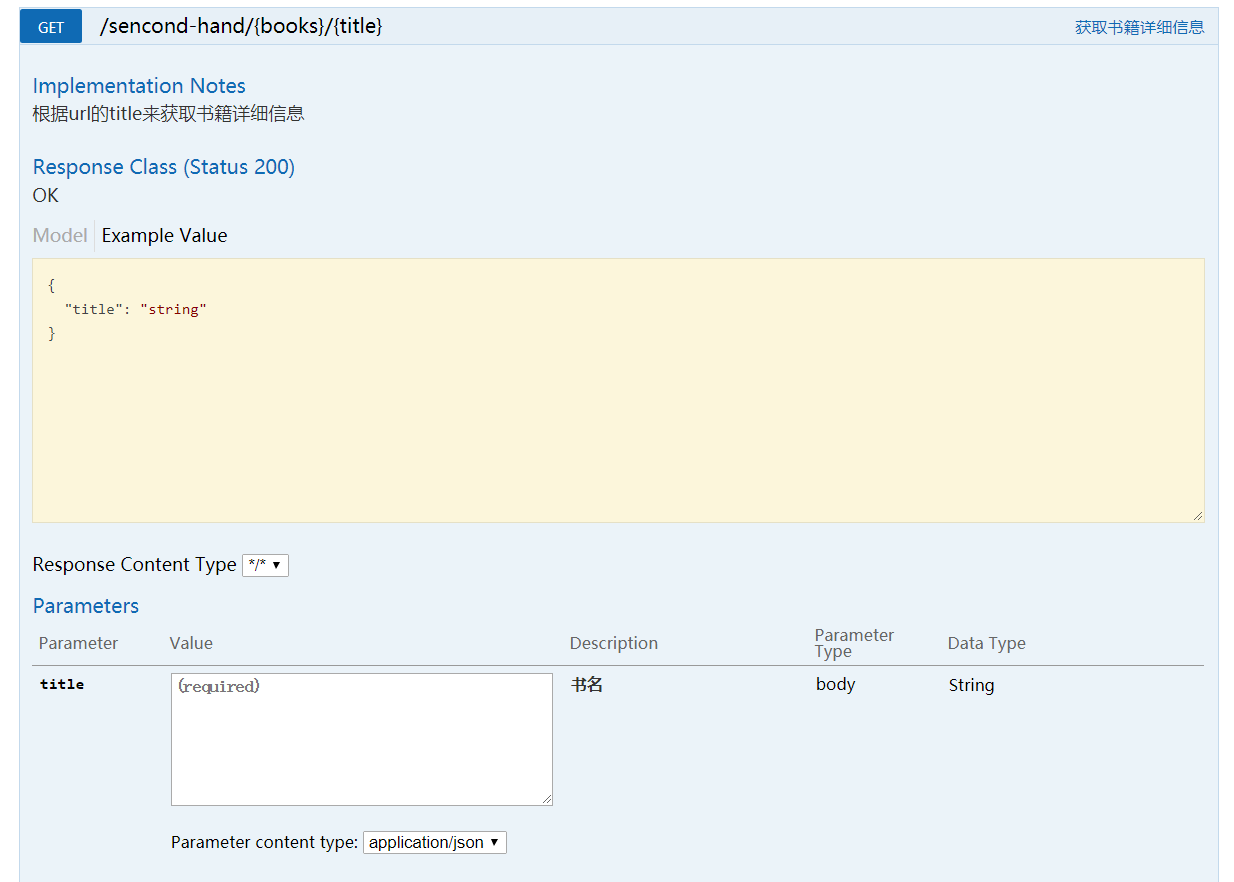 GET /sencond-hand/{books}/{title} 获取书籍详细信息
Implementation Notes
根据url的title来获取书籍详细信息
Response Class (Status 200)
OK
Model Example Value
{
"title": "string"
}
Response Content Type */*
Parameters
Parameter Value Description Parameter Type Data Type
title (required) 书名 body String
Parameter content type: application/json